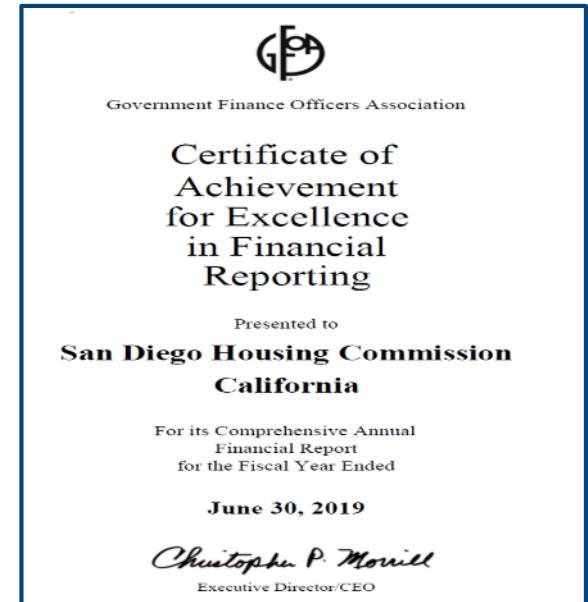 GFOA
Government Finance Officers Association
Certificate of
Achievement
for Excellence
in Financial
Reporting
Presented to
San Diego Housing Commission
California
For its Comprehensive Annual
Financial Report
for the Fiscal Year Ended
June 30, 2019
Christopher P. Morrill
Executive Director/CEO